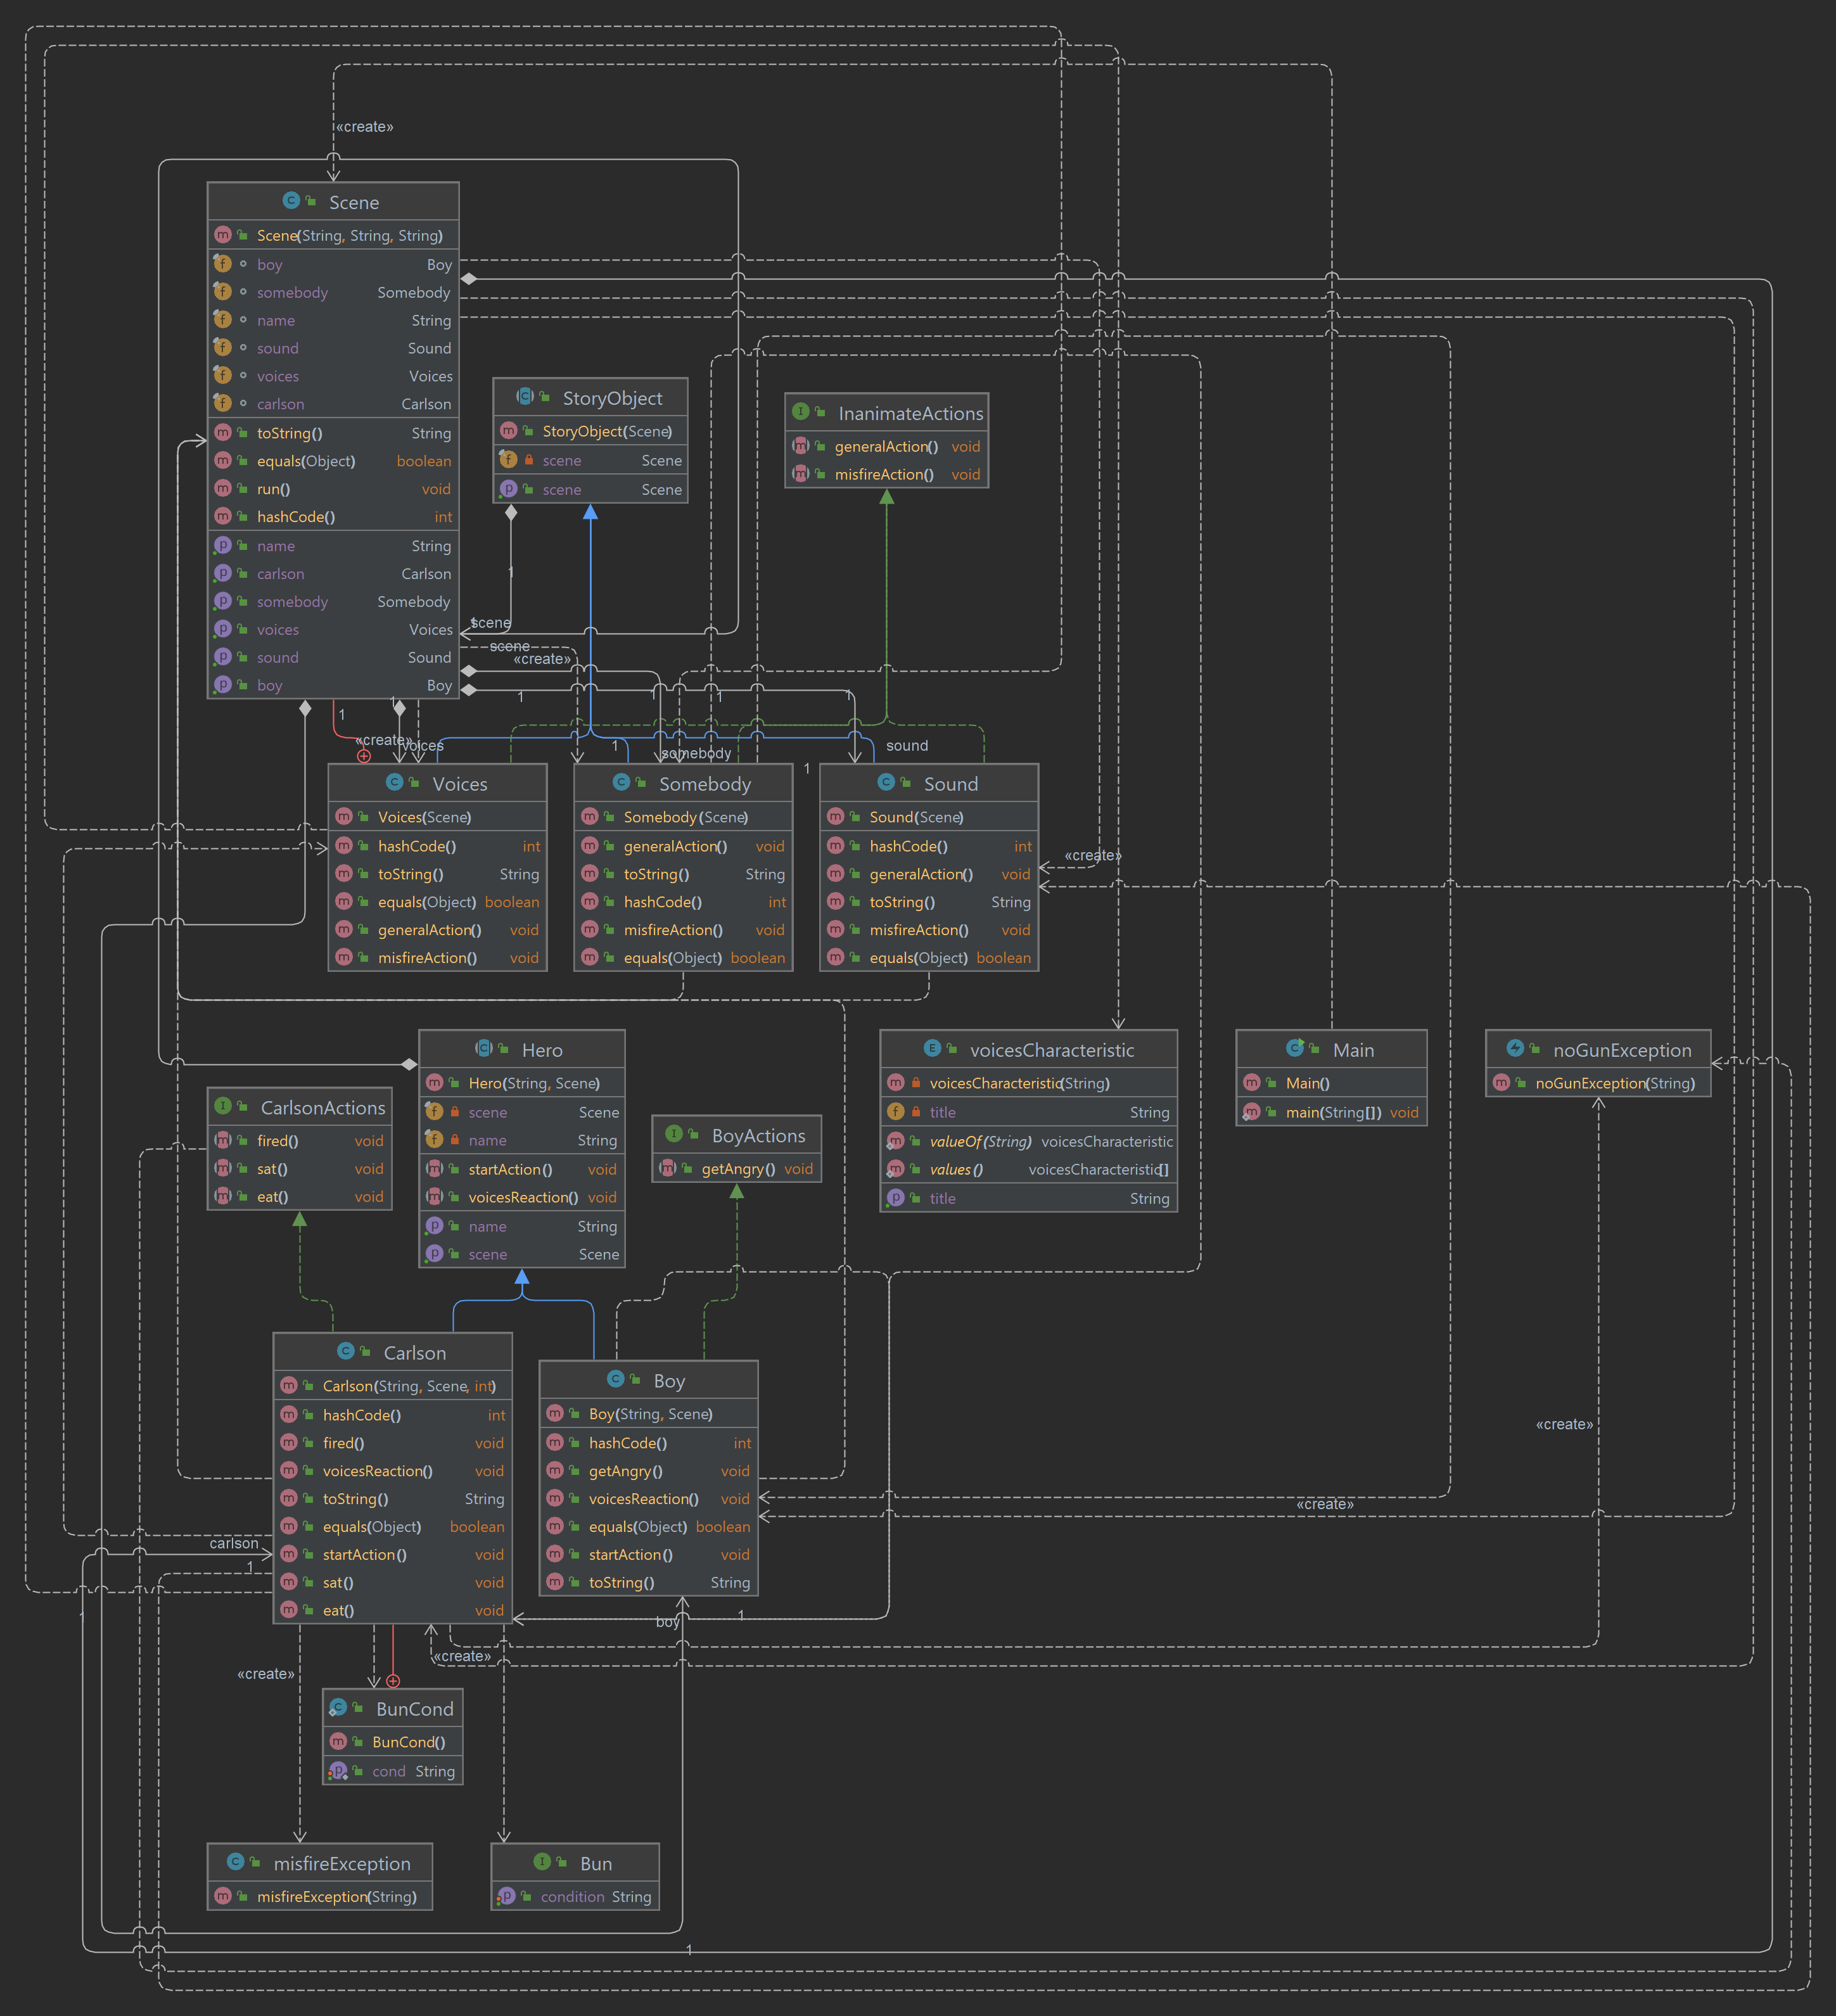 «create»
Scene
Scene(String, String, String)
boy Boy
somebody Somebody
name String
sound Sound
voices Voices
carlson Carlson
toString() String
equals(Object) boolean
run() void
hashCode() int
name String
carlson Carlson
somebody Somebody
voices Voices
sound Sound
boy Boy
StoryObject
StoryObject(Scene)
scene Scene
scene Scene
InanimateActions
generalAction() void
misfireAction() void
1
scene
scene
«create»
1
1
1
1
1
1
«create»
voices
1
somebody
sound
1
Voices
Voices(Scene)
hashCode() int
toString() String
equals(Object) boolean
generalAction() void
misfireAction() void
Somebody
Somebody(Scene)
generalAction() void
toString() String
hashCode() int
misfireAction() void
equals(Object) boolean
Sound
Sound(Scene)
hashCode() int
generalAction() void
toString() String
misfireAction() void
equals(Object) boolean
«create»
Hero
Hero(String, Scene)
scene Scene
name String
startAction() void
voicesReaction() void
name String
scene Scene
voicesCharacteristic
voicesCharacteristic(String)
title String
valueOf(String) voicesCharacteristic
values() voicesCharacteristic[]
title String
Main
Main()
main(String[]) void
noGunException
noGunException(String)
CarlsonActions
fired() void
sat() void
eat() void
BoyActions
getAngry() void
Carlson
Carlson(String, Scene, int)
hashCode() int
fired() void
voicesReaction() void
toString() String
equals(Object) boolean
startAction() void
sat() void
eat() void
Boy
Boy(String, Scene)
hashCode() int
getAngry() void
voicesReaction() void
equals(Object) boolean
startAction() void
toString() String
«create»
«create»
carlson
1
1
boy
1
«create»
«create»
BunCond
BunCond()
cond String
misfireException
misfireException(String)
Bun
condition String
1